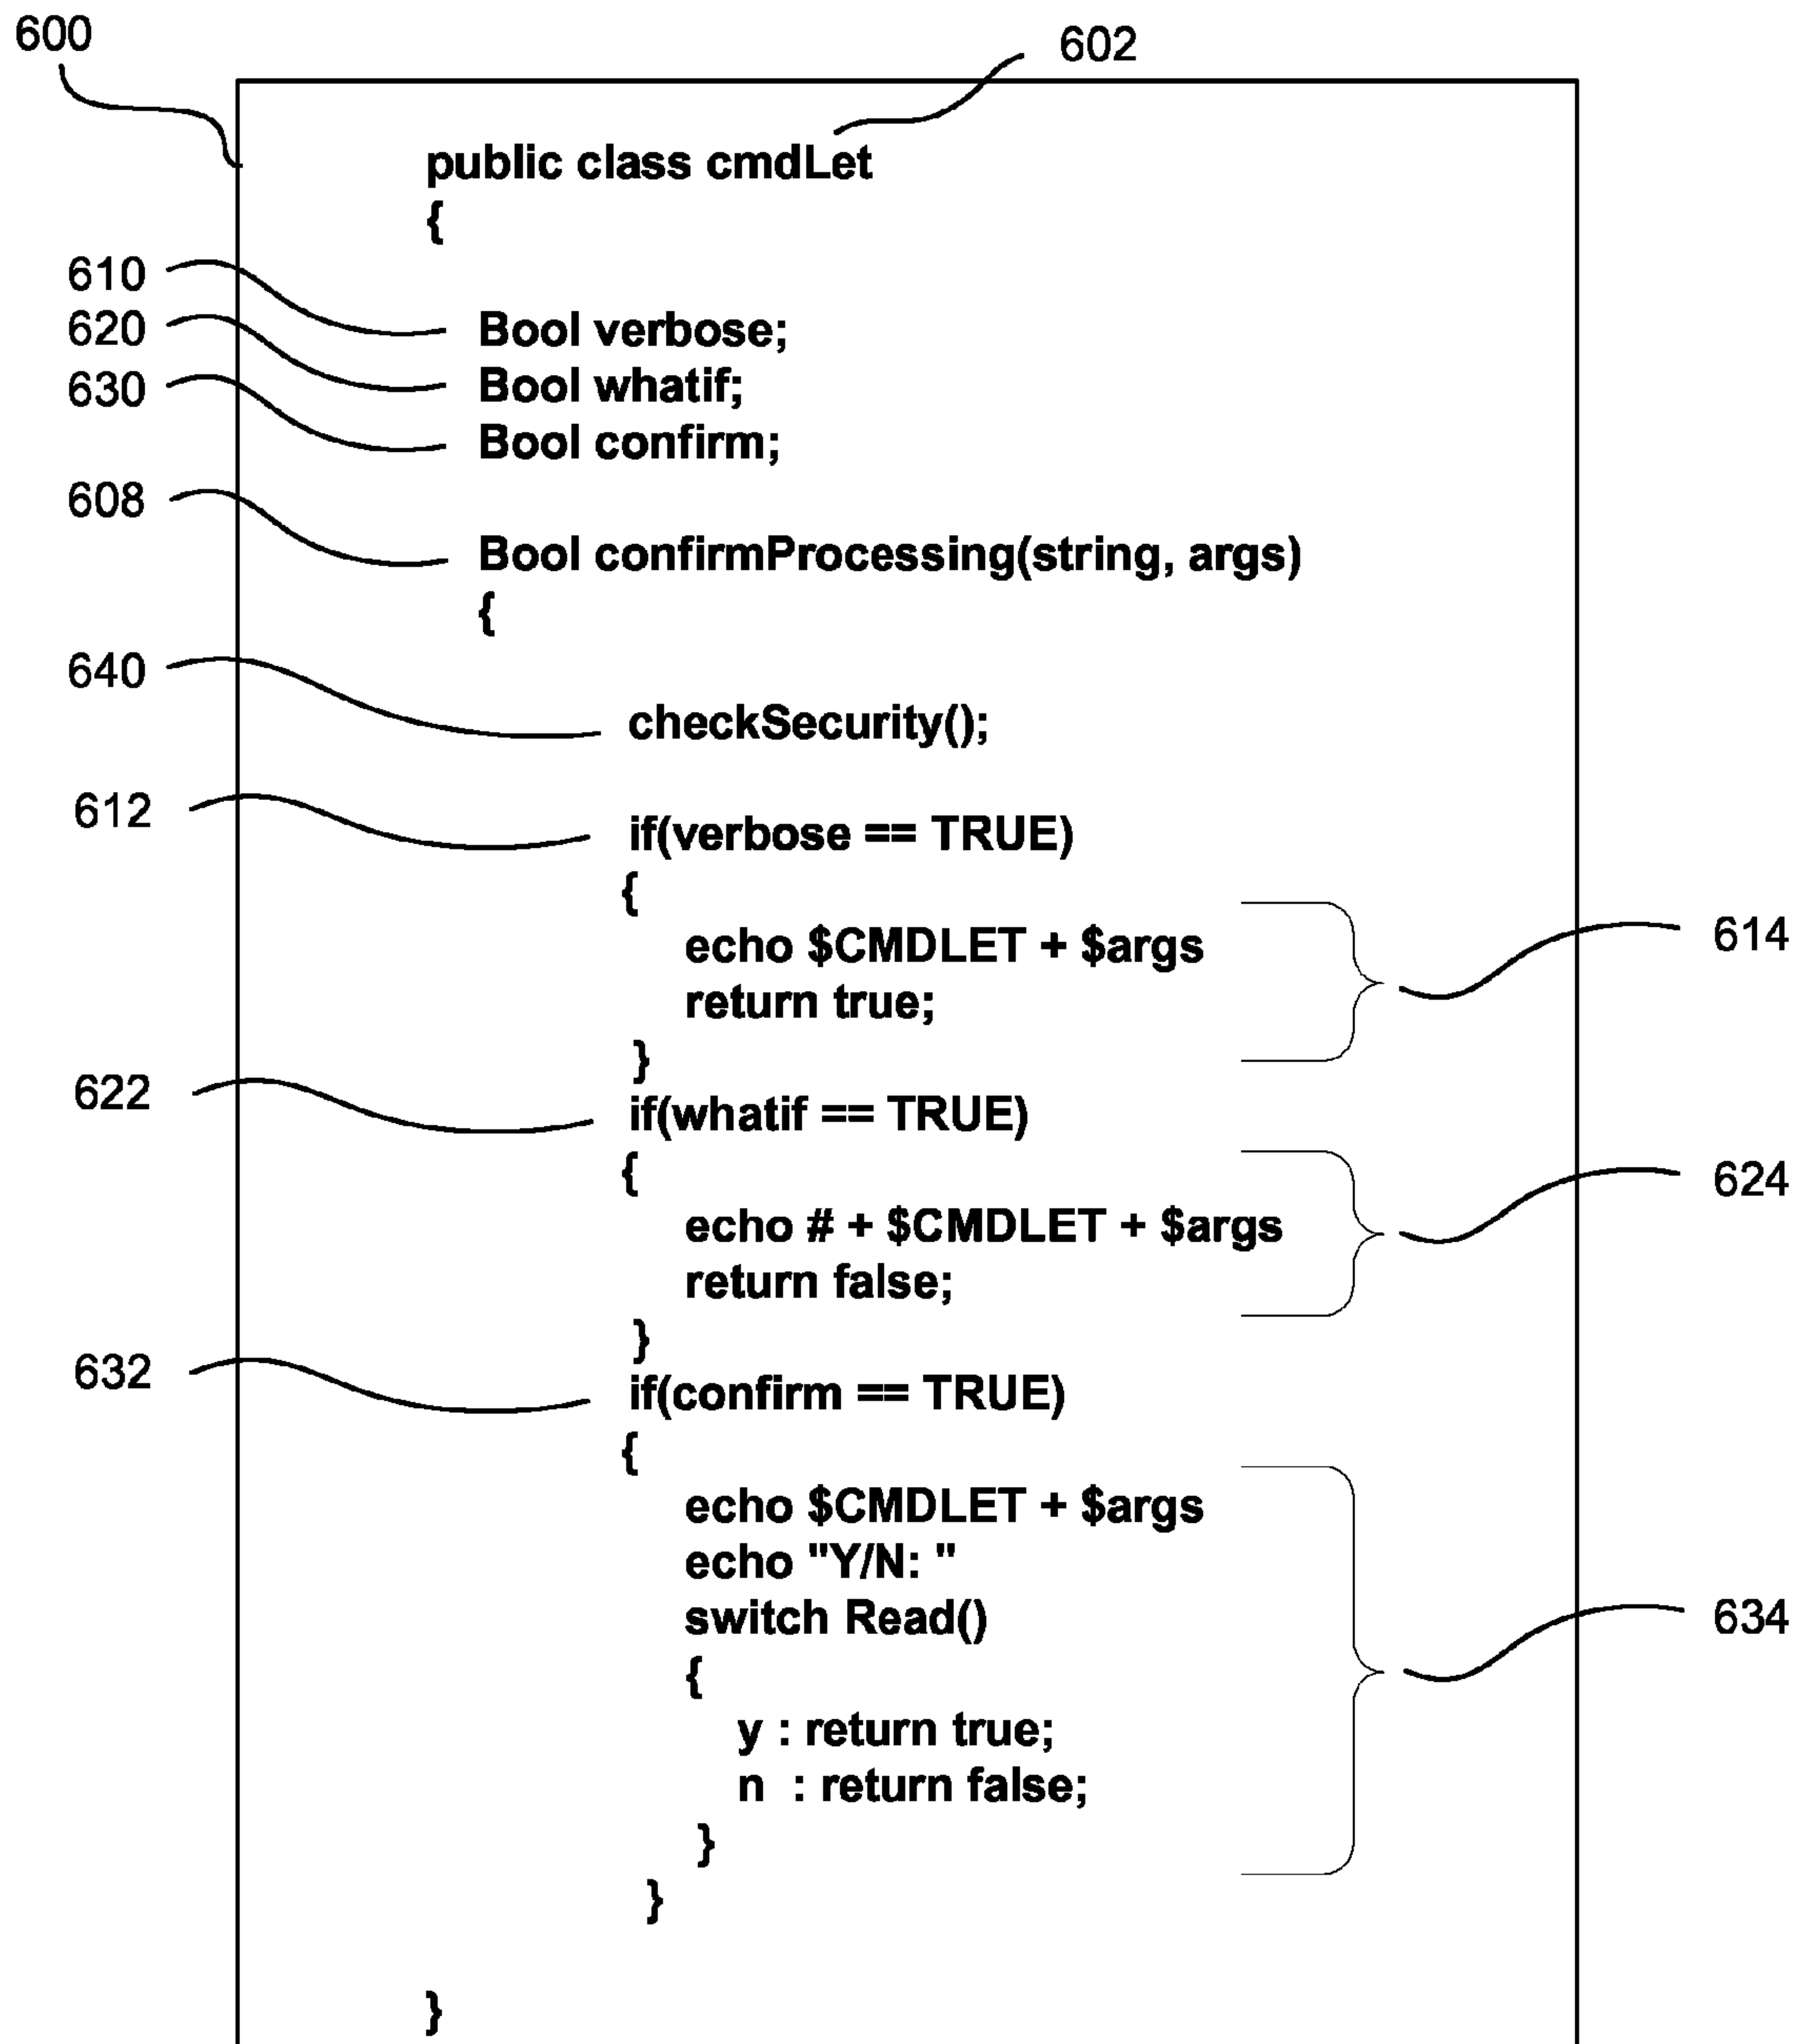 600
602
public class cmdLet
{
610
Bool verbose;
620
Bool whatif;
630
Bool confirm;
608
Bool confirmProcessing(string, args)
{
640
checkSecurity();
612
if(verbose == TRUE)
{
echo $CMDLET + $args
614
return true;
}
622
if(whatif == TRUE)
{
624
echo # + $CMDLET + $args
return false;
}
632
if(confirm == TRUE)
{
echo $CMDLET + $args
echo "Y/N: "
switch Read()
634
{
y : return true;
n : return false;
}
}
}